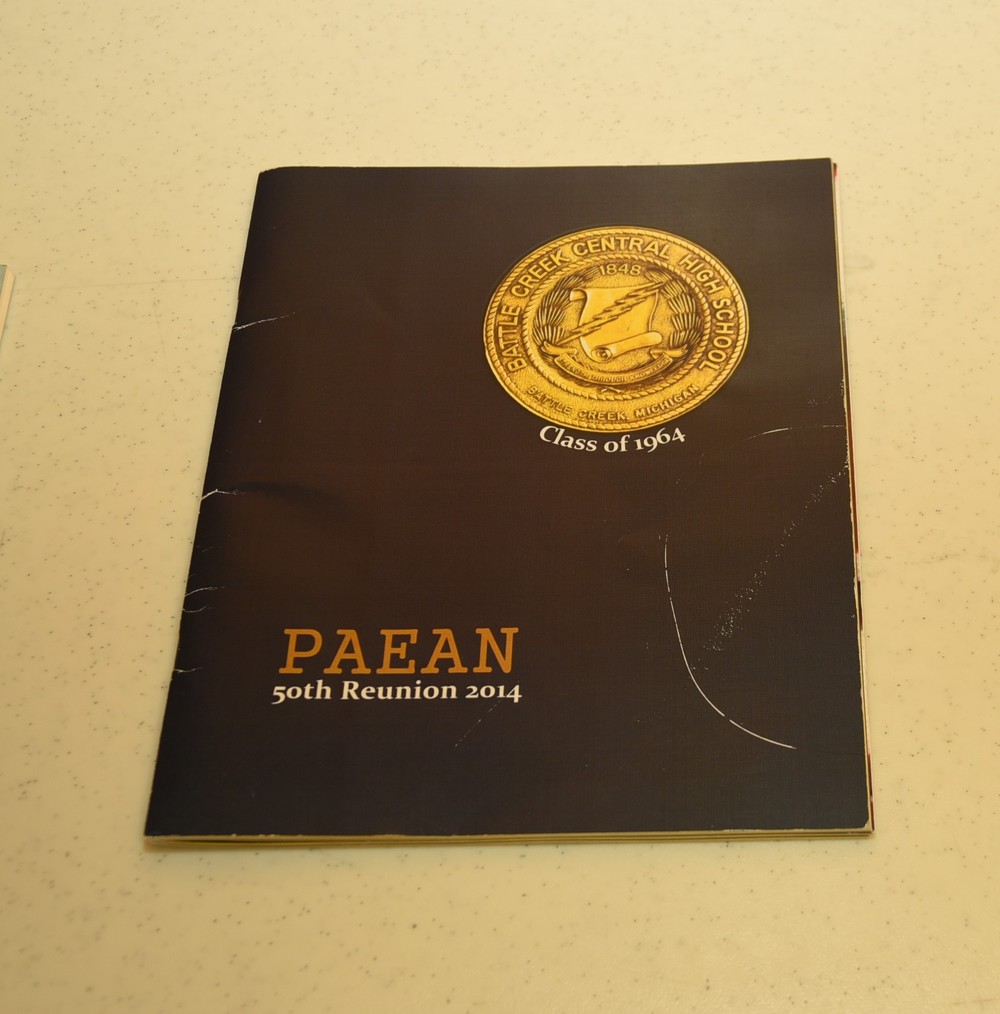 BATTLE CREEK CENTRAL HIGH SCHOOL
1848
BATTLE CREEK, MICHIGAN
Class of 1964
PAEAN
50th Reunion 2014